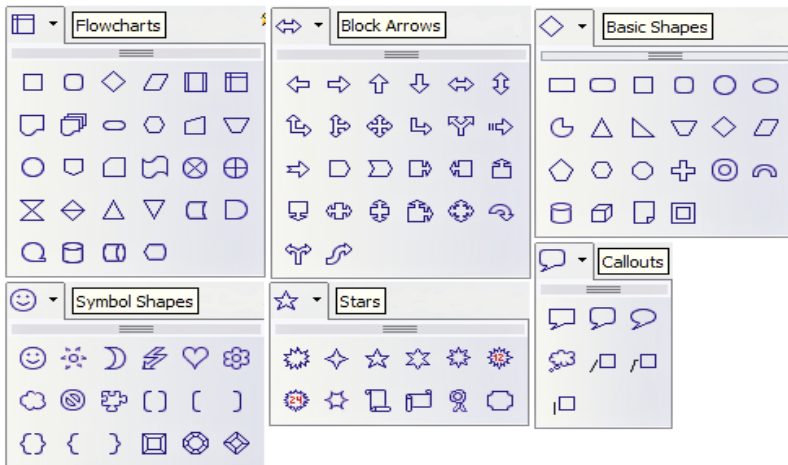 Flowcharts
Block Arrows
Basic Shapes
Symbol Shapes
Stars
12
24
Callouts